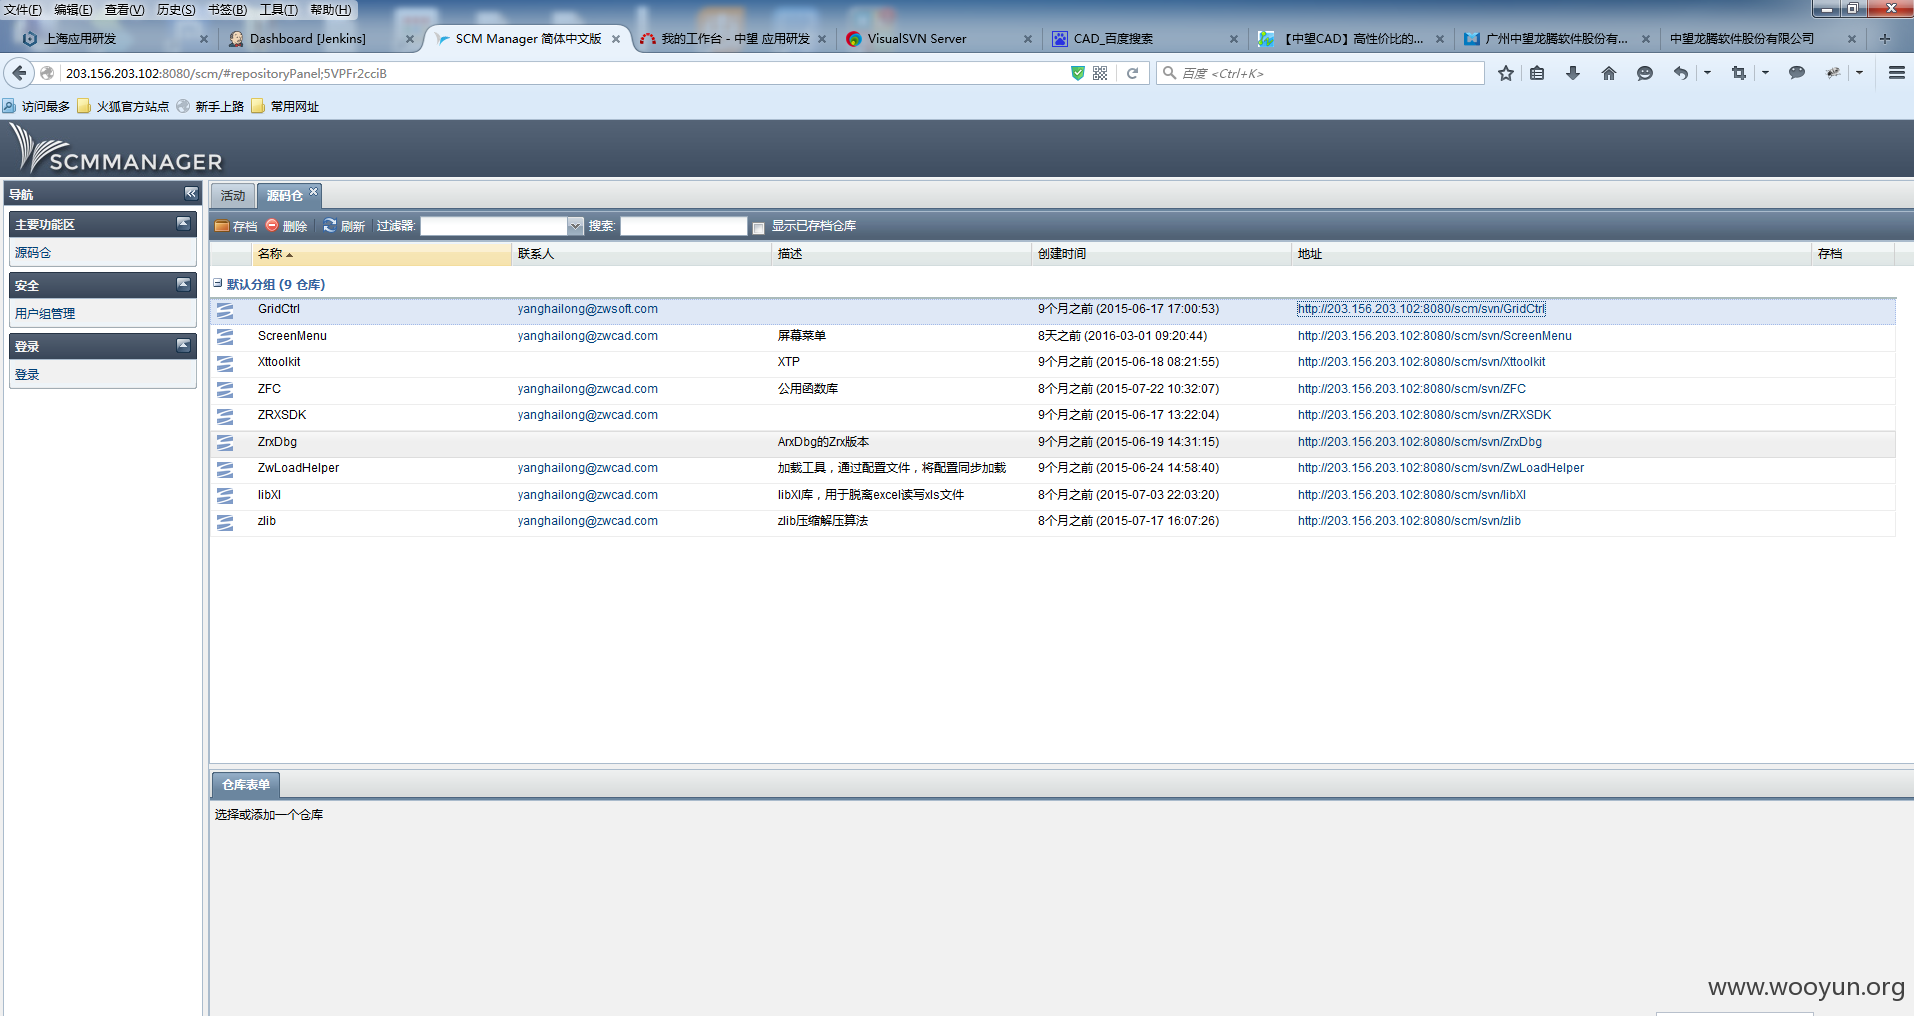 文件(F) 编辑(E) 查看(V) 历史(S) 书签(B) 工具(T) 帮助(H)
上海应用研发 Dashboard [Jenkins] SCM Manager 简体中文版 我的工作台 - 中望 应用研发 VisualSVN Server CAD_百度搜索 【中望CAD】高性价比的... 广州中望龙腾软件股份有... 中望龙腾软件股份有限公司
203.156.203.102:8080/scm/#repositoryPanel;5VPFr2cciB 百度 <Ctrl+K>
访问最多 火狐官方站点 新手上路 常用网址
SCMMANAGER
导航
主要功能区
源码仓
安全
用户组管理
登录
登录
活动 源码仓
存档 删除 刷新 过滤器: 搜索: 显示已存档仓库
名称 联系人 描述 创建时间 地址 存档
默认分组 (9 仓库)
GridCtrl yanghailong@zwsoft.com 9个月之前 (2015-06-17 17:00:53) http://203.156.203.102:8080/scm/svn/GridCtrl
ScreenMenu yanghailong@zwcad.com 屏幕菜单 8天之前 (2016-03-01 09:20:44) http://203.156.203.102:8080/scm/svn/ScreenMenu
Xttoolkit XTP 9个月之前 (2015-06-18 08:21:55) http://203.156.203.102:8080/scm/svn/Xttoolkit
ZFC yanghailong@zwcad.com 公用函数库 8个月之前 (2015-07-22 10:32:07) http://203.156.203.102:8080/scm/svn/ZFC
ZRXSDK yanghailong@zwcad.com 9个月之前 (2015-06-17 13:22:04) http://203.156.203.102:8080/scm/svn/ZRXSDK
ZrxDbg ArxDbg的Zrx版本 9个月之前 (2015-06-19 14:31:15) http://203.156.203.102:8080/scm/svn/ZrxDbg
ZwLoadHelper yanghailong@zwcad.com 加载工具，通过配置文件，将配置同步加载 9个月之前 (2015-06-24 14:58:40) http://203.156.203.102:8080/scm/svn/ZwLoadHelper
libXl yanghailong@zwcad.com libXl库，用于脱离excel读写xls文件 8个月之前 (2015-07-03 22:03:20) http://203.156.203.102:8080/scm/svn/libXl
zlib yanghailong@zwcad.com zlib压缩解压算法 8个月之前 (2015-07-17 16:07:26) http://203.156.203.102:8080/scm/svn/zlib
仓库表单
选择或添加一个仓库
www.wooyun.org